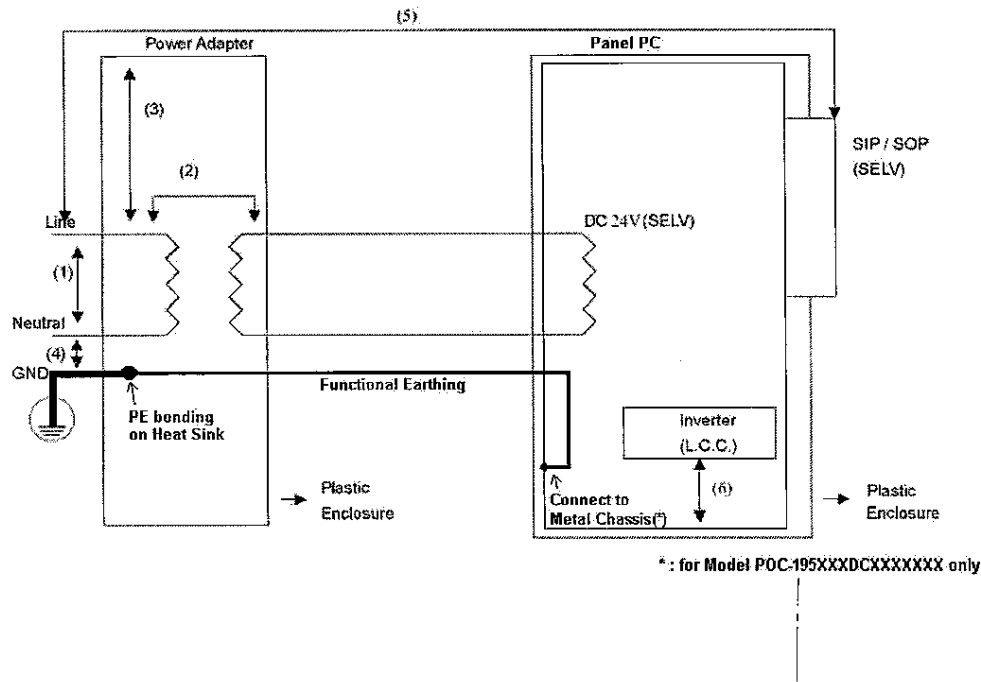 (5)
Power Adapter
Panel PC
(3)
SIP / SOP
(SELV)
(2)
Line
DC 24V (SELV)
(1)
Neutral
(4)
GND
Functional Earthing
PE bonding
on Heat Sink
Inverter
(L.C.C.)
(6)
Plastic
Enclosure
Connect to
Metal Chassis(*)
Plastic
Enclosure
* : for Model POC-195XXXDCXXXXXXX only